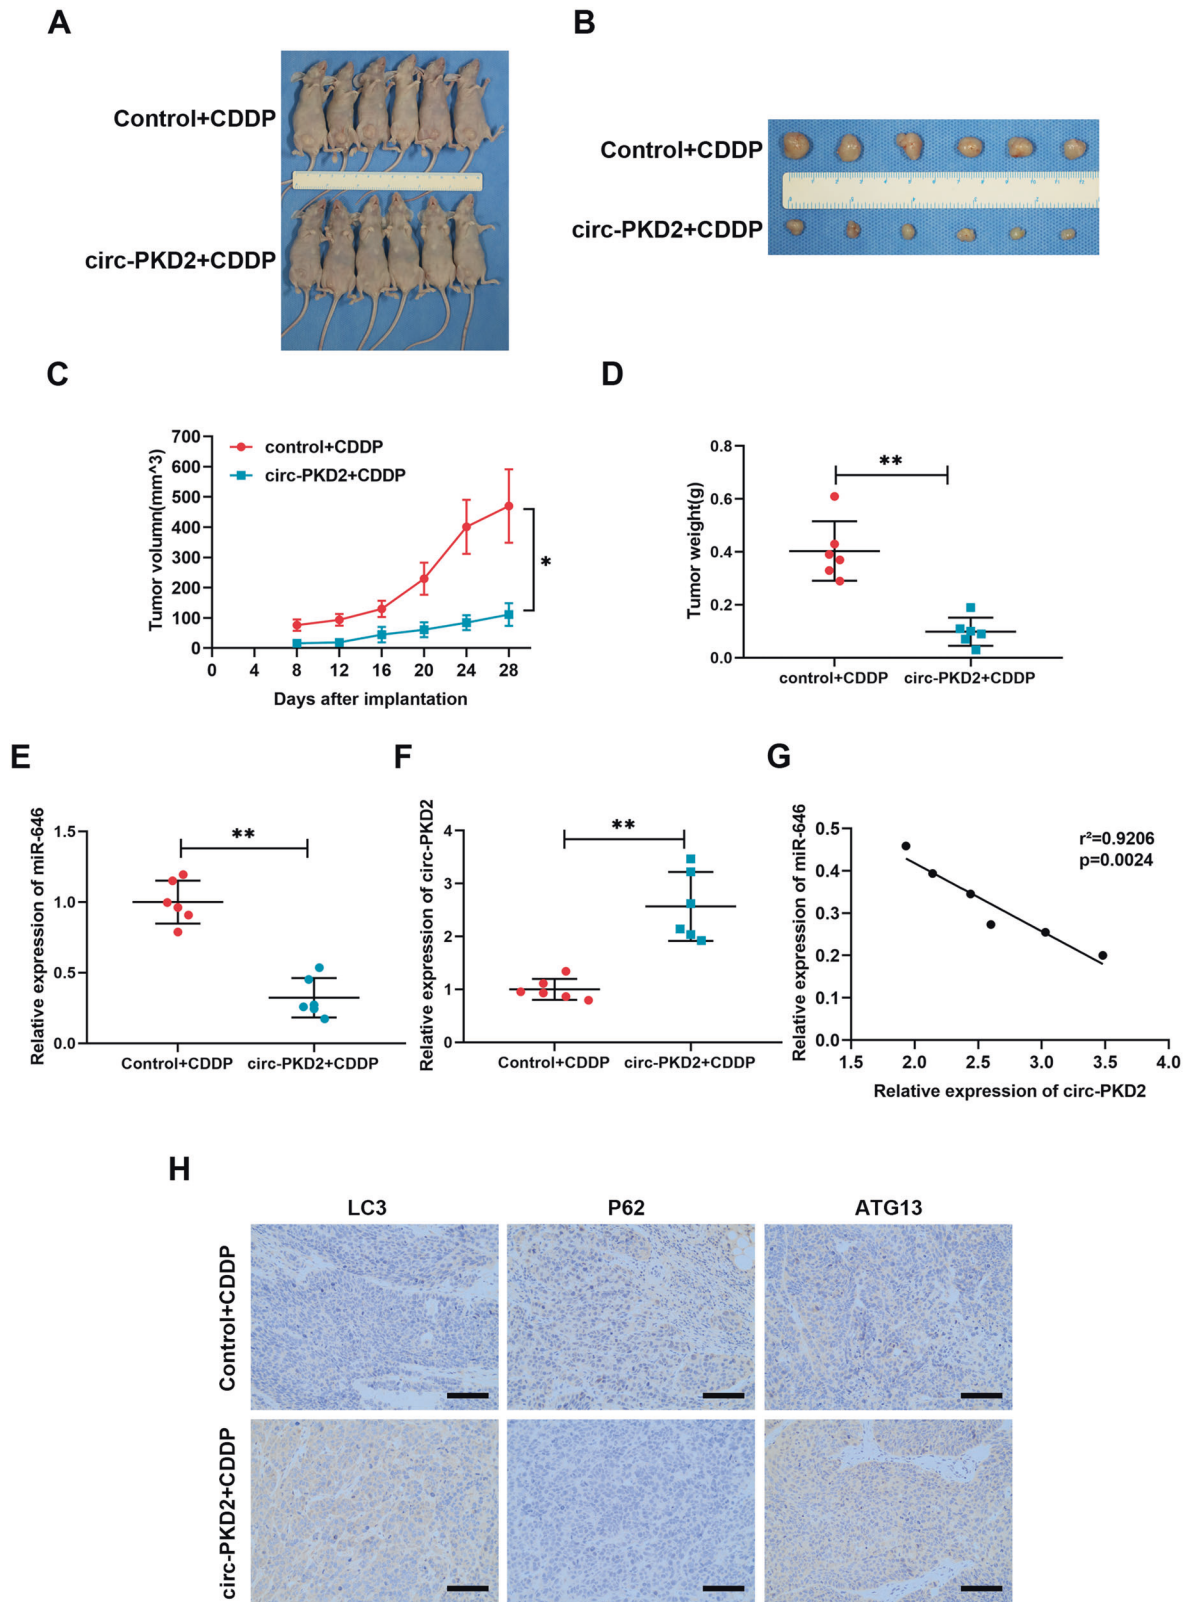 A
B
Control+CDDP
circ-PKD2+CDDP
Control+CDDP
circ-PKD2+CDDP
C
D
Tumor volumn(mm^3)
700
600
500
400
300
200
100
0
control+CDDP
circ-PKD2+CDDP
*
0 4 8 12 16 20 24 28
Days after implantation
Tumor weight(g)
0.8
0.6
0.4
0.2
0.0
**
control+CDDP circ-PKD2+CDDP
E
F
G
Relative expression of miR-646
1.5
1.0
0.5
0.0
**
Control+CDDP circ-PKD2+CDDP
Relative expression of circ-PKD2
4
3
2
1
0
**
Control+CDDP circ-PKD2+CDDP
Relative expression of miR-646
0.5
0.4
0.3
0.2
0.1
0.0
r²=0.9206
p=0.0024
1.5 2.0 2.5 3.0 3.5 4.0
Relative expression of circ-PKD2
H
LC3 P62 ATG13
Control+CDDP
circ-PKD2+CDDP